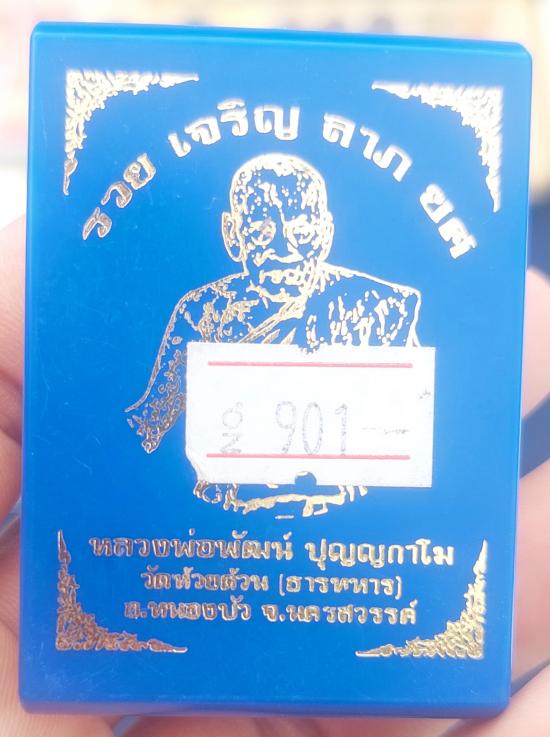 รวย เจริญ ลาภ ยศ
NO. 901
หลวงพ่อพัฒน์ ปุญญกาโม
วัดห้วยด้วน (ธารทหาร)
อ.หนองบัว จ.นครสวรรค์